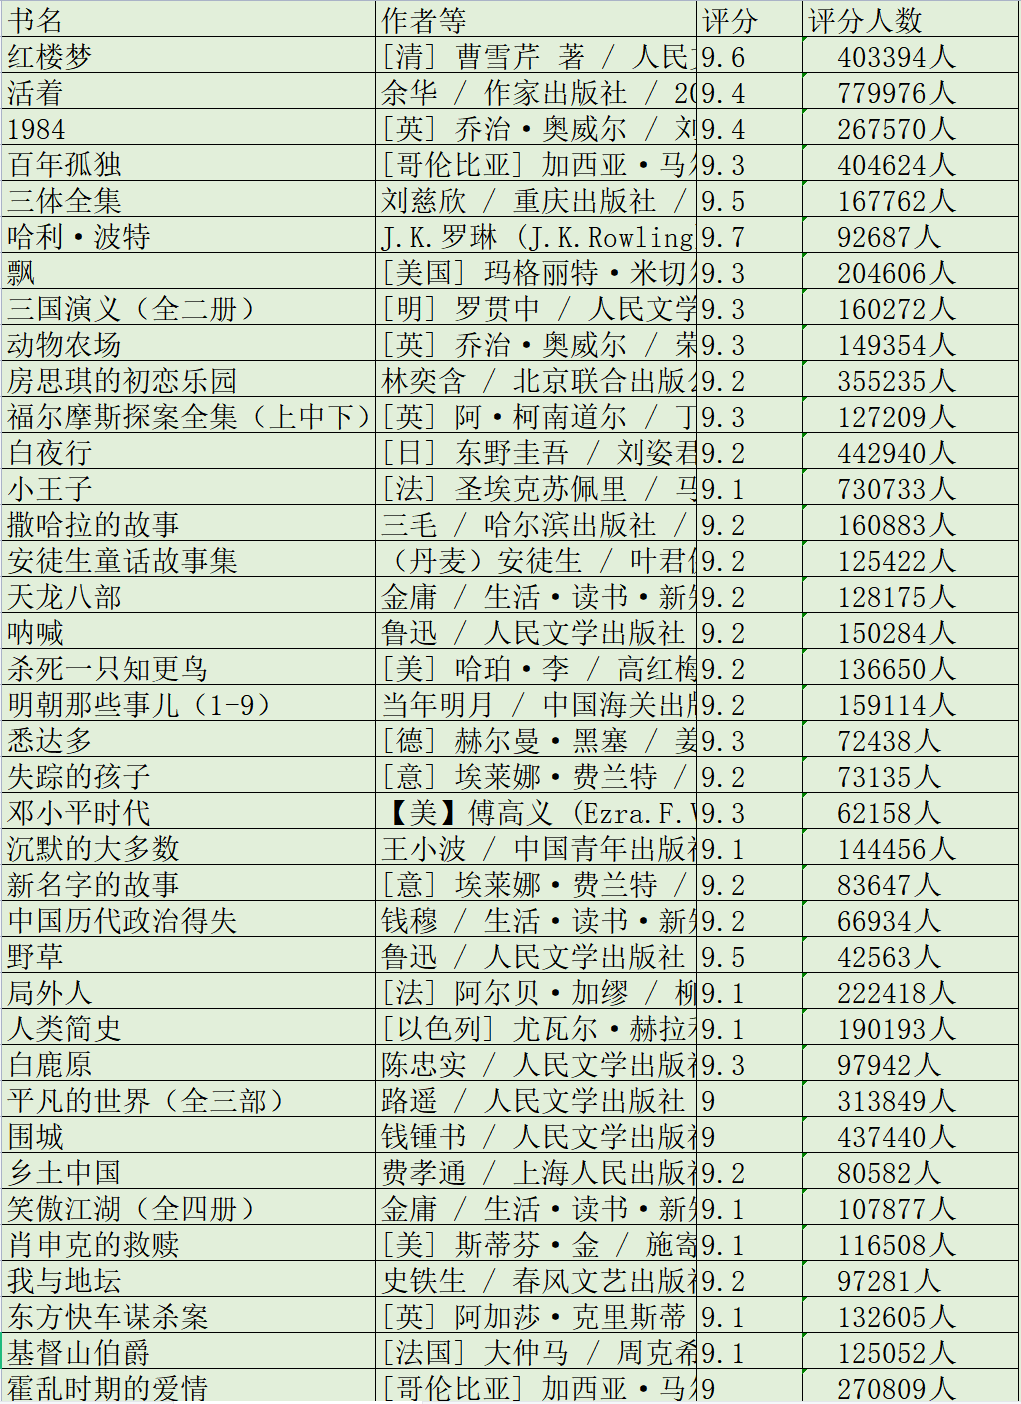 书名 作者等 评分 评分人数
红楼梦 [清] 曹雪芹 著 / 人民 9.6 403394人
活着 余华 / 作家出版社 / 20 9.4 779976人
1984 [英] 乔治·奥威尔 / 刘 9.4 267570人
百年孤独 [哥伦比亚] 加西亚·马 9.3 404624人
三体全集 刘慈欣 / 重庆出版社 / 9.5 167762人
哈利·波特 J.K.罗琳 (J.K.Rowling 9.7 92687人
飘 [美国] 玛格丽特·米切 9.3 204606人
三国演义（全二册） [明] 罗贯中 / 人民文学 9.3 160272人
动物农场 [英] 乔治·奥威尔 / 荣 9.3 149354人
房思琪的初恋乐园 林奕含 / 北京联合出版 9.2 355235人
福尔摩斯探案全集（上中下） [英] 阿·柯南道尔 / 丁 9.3 127209人
白夜行 [日] 东野圭吾 / 刘姿君 9.2 442940人
小王子 [法] 圣埃克苏佩里 / 马 9.1 730733人
撒哈拉的故事 三毛 / 哈尔滨出版社 / 9.2 160883人
安徒生童话故事集 （丹麦）安徒生 / 叶君 9.2 125422人
天龙八部 金庸 / 生活·读书·新 9.2 128175人
呐喊 鲁迅 / 人民文学出版社 9.2 150284人
杀死一只知更鸟 [美] 哈珀·李 / 高红梅 9.2 136650人
明朝那些事儿（1-9） 当年明月 / 中国海关出 9.2 159114人
悉达多 [德] 赫尔曼·黑塞 / 姜 9.3 72438人
失踪的孩子 [意] 埃莱娜·费兰特 / 9.2 73135人
邓小平时代 【美】傅高义 (Ezra.F. 9.3 62158人
沉默的大多数 王小波 / 中国青年出版 9.1 144456人
新名字的故事 [意] 埃莱娜·费兰特 / 9.2 83647人
中国历代政治得失 钱穆 / 生活·读书·新 9.2 66934人
野草 鲁迅 / 人民文学出版社 9.5 42563人
局外人 [法] 阿尔贝·加缪 / 柳 9.1 222418人
人类简史 [以色列] 尤瓦尔·赫拉 9.1 190193人
白鹿原 陈忠实 / 人民文学出版 9.3 97942人
平凡的世界（全三部） 路遥 / 人民文学出版社 9 313849人
围城 钱锺书 / 人民文学出版 9 437440人
乡土中国 费孝通 / 上海人民出版 9.2 80582人
笑傲江湖（全四册） 金庸 / 生活·读书·新 9.1 107877人
肖申克的救赎 [美] 斯蒂芬·金 / 施寄 9.1 116508人
我与地坛 史铁生 / 春风文艺出版 9.2 97281人
东方快车谋杀案 [英] 阿加莎·克里斯蒂 9.1 132605人
基督山伯爵 [法国] 大仲马 / 周克希 9.1 125052人
霍乱时期的爱情 [哥伦比亚] 加西亚·马 9 270809人